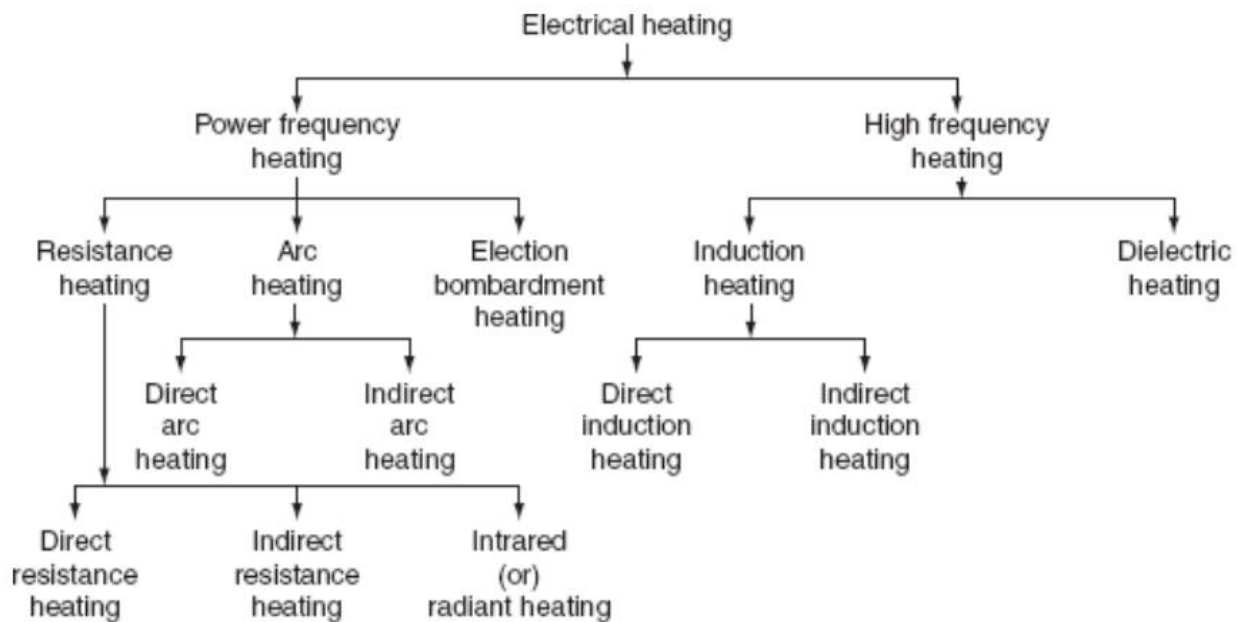 Electrical heating
Power frequency
heating
High frequency
heating
Resistance
heating
Arc
heating
Election
bombardment
heating
Induction
heating
Dielectric
heating
Direct
arc
heating
Indirect
arc
heating
Direct
induction
heating
Indirect
induction
heating
Direct
resistance
heating
Indirect
resistance
heating
Intrared
(or)
radiant heating